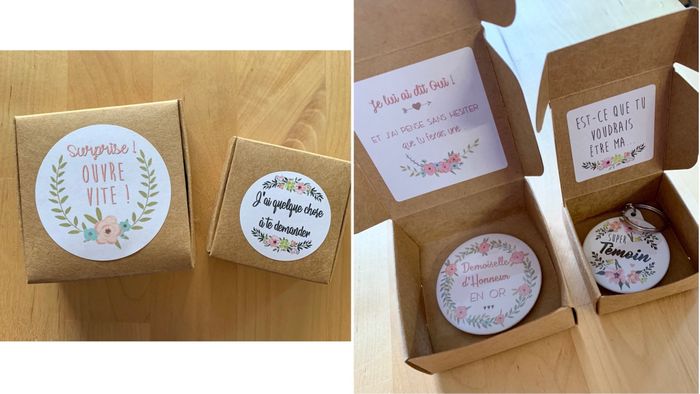 Surprise !
OUVRE
VITE !
J'ai quelque chose
à te demander
Je lui ai dit Oui !
ET J'AI PENSÉ SANS HÉSITER
que tu ferais une
Demoiselle
d'Honneur
EN OR
EST-CE QUE TU
VOUDRAIS
ÊTRE MA...
SUPER
Témoin